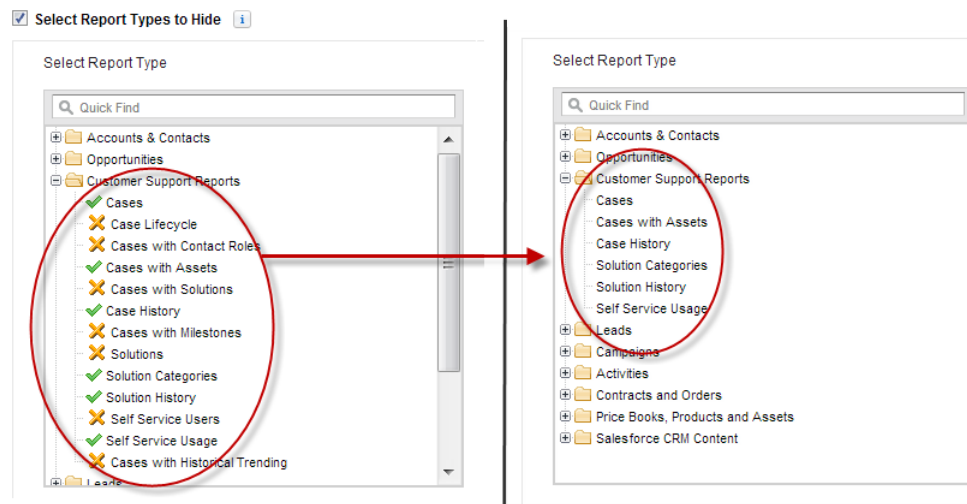 Select Report Types to Hide
Select Report Type
Quick Find
Accounts & Contacts
Opportunities
Customer Support Reports
Cases
Case Lifecycle
Cases with Contact Roles
Cases with Assets
Cases with Solutions
Case History
Cases with Milestones
Solutions
Solution Categories
Solution History
Self Service Users
Self Service Usage
Cases with Historical Trending
Leads
Select Report Type
Quick Find
Accounts & Contacts
Opportunities
Customer Support Reports
Cases
Cases with Assets
Case History
Solution Categories
Solution History
Self Service Usage
Leads
Campaigns
Activities
Contracts and Orders
Price Books, Products and Assets
Salesforce CRM Content